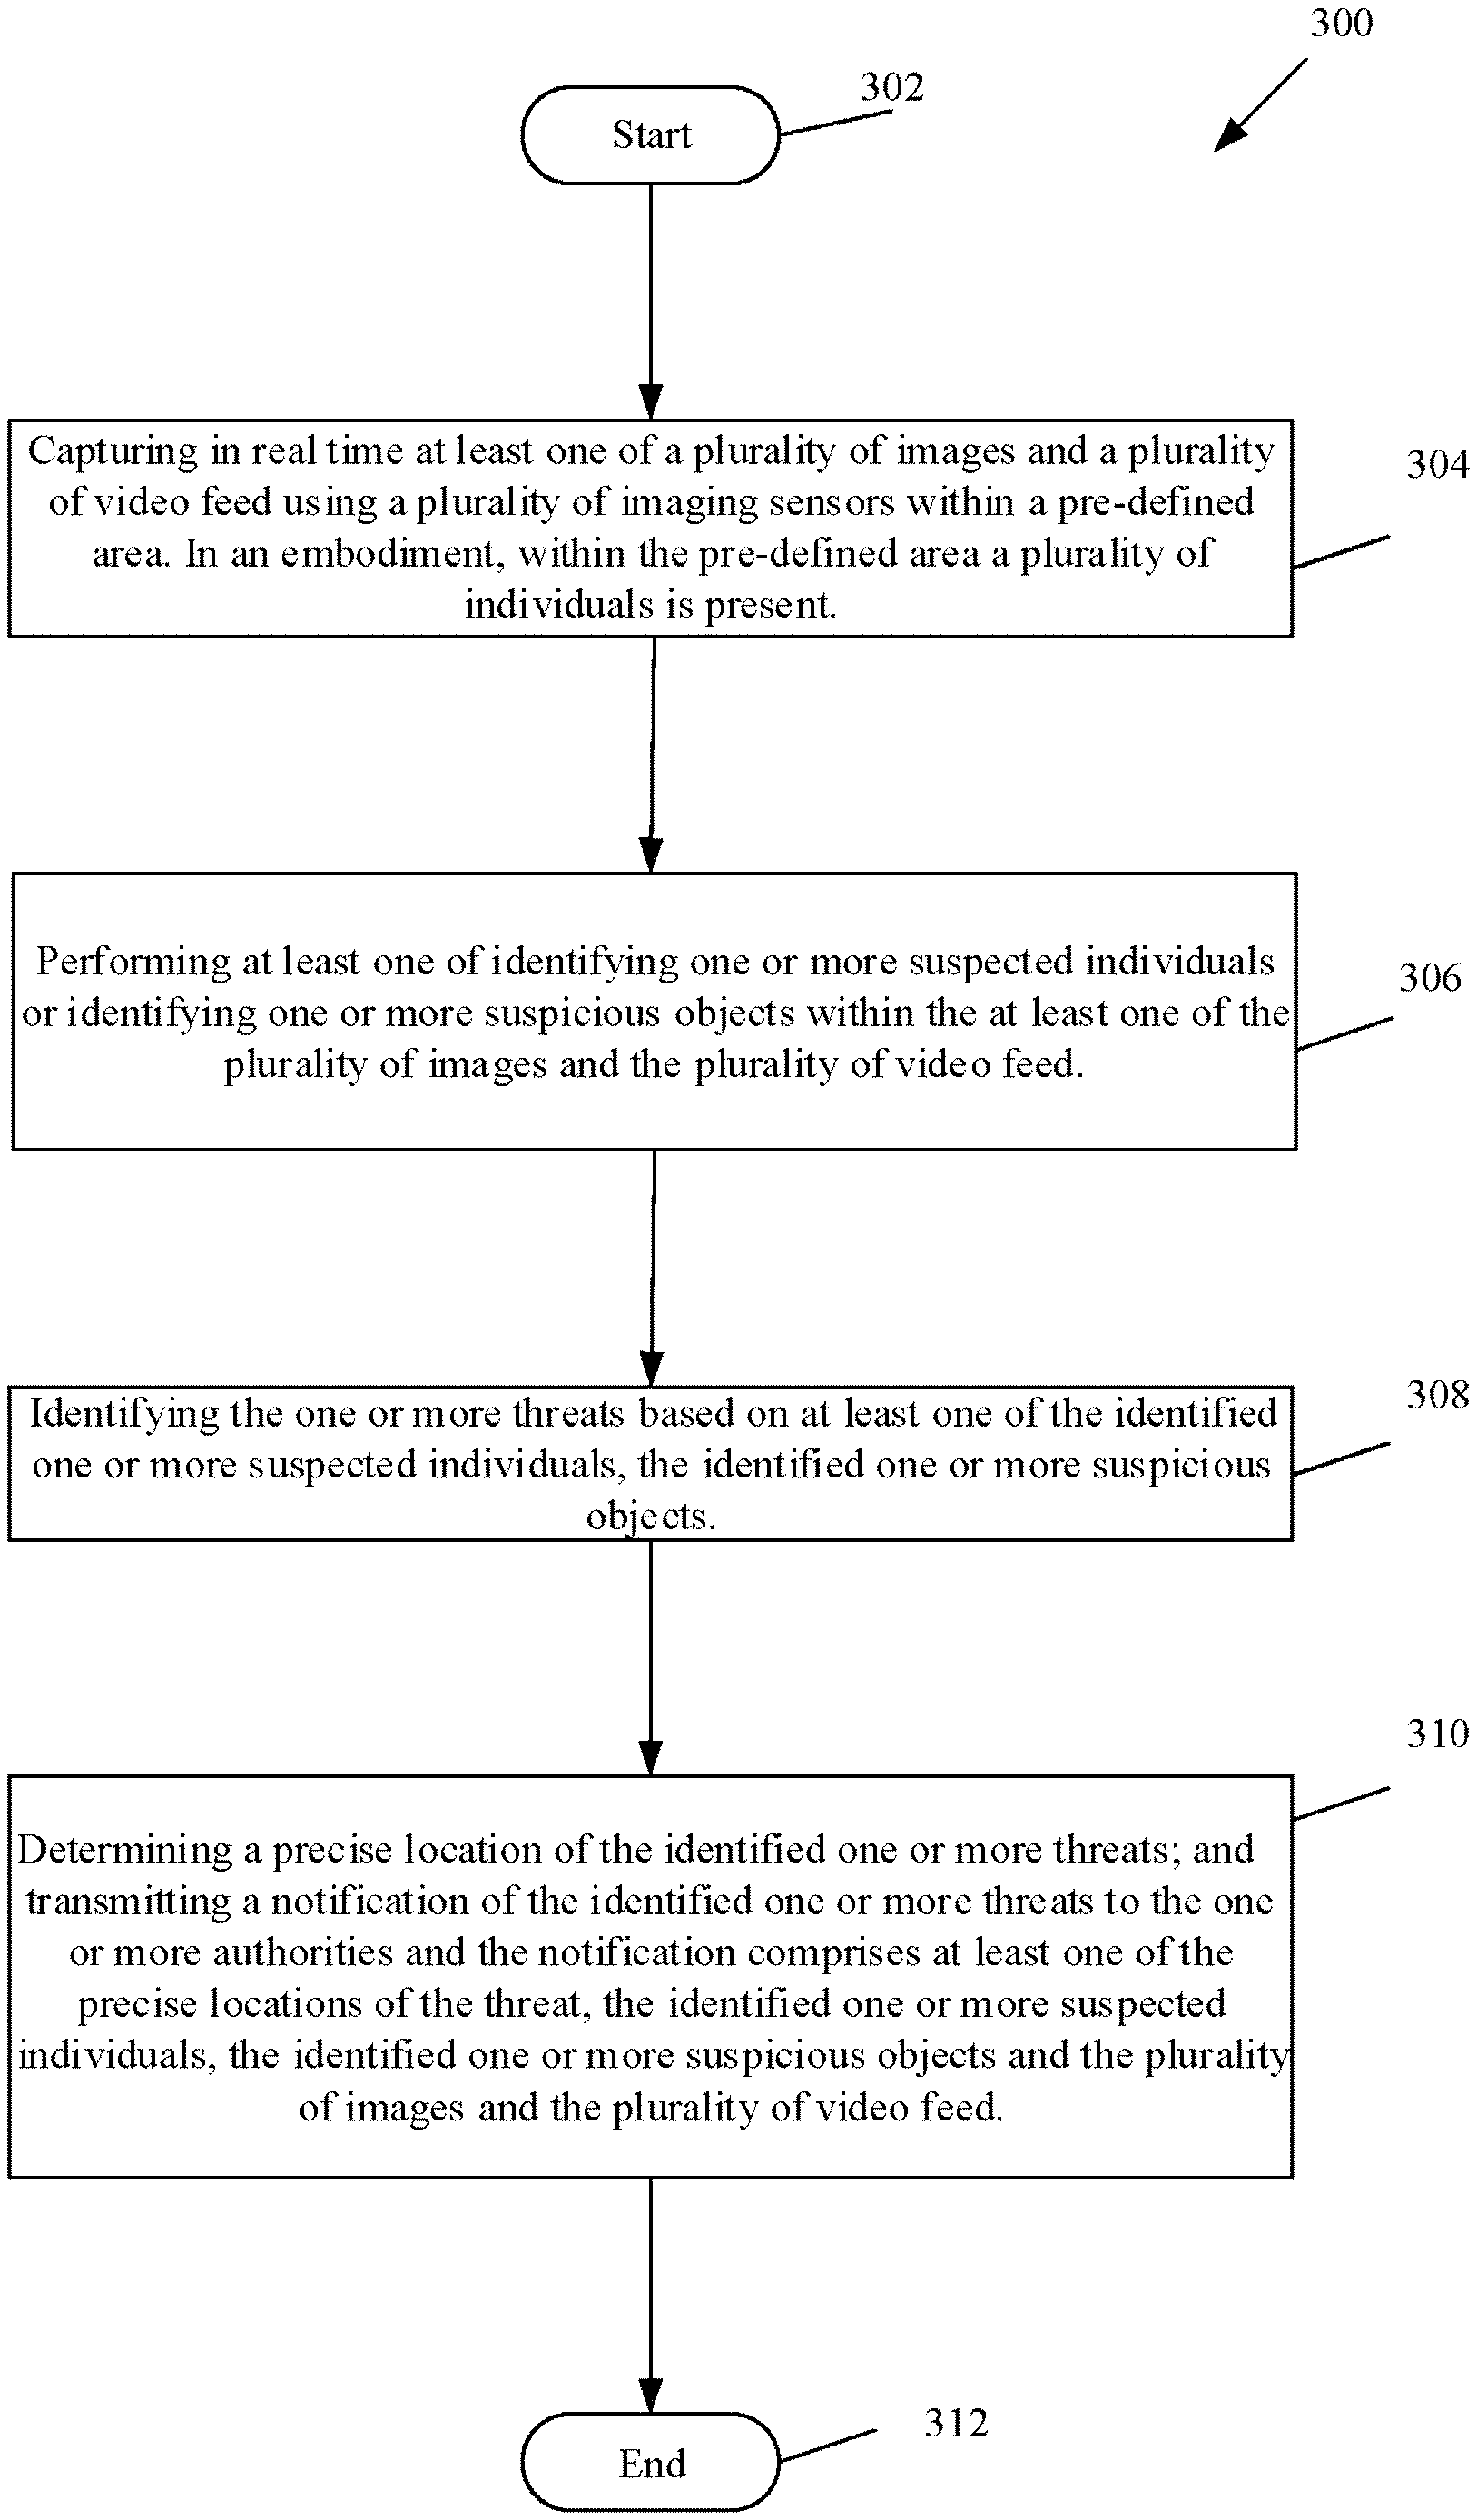 300
302
Start
Capturing in real time at least one of a plurality of images and a plurality
of video feed using a plurality of imaging sensors within a pre-defined
area. In an embodiment, within the pre-defined area a plurality of
individuals is present.
304
Performing at least one of identifying one or more suspected individuals
or identifying one or more suspicious objects within the at least one of the
plurality of images and the plurality of video feed.
306
Identifying the one or more threats based on at least one of the identified
one or more suspected individuals, the identified one or more suspicious
objects.
308
310
Determining a precise location of the identified one or more threats; and
transmitting a notification of the identified one or more threats to the one
or more authorities and the notification comprises at least one of the
precise locations of the threat, the identified one or more suspected
individuals, the identified one or more suspicious objects and the plurality
of images and the plurality of video feed.
312
End